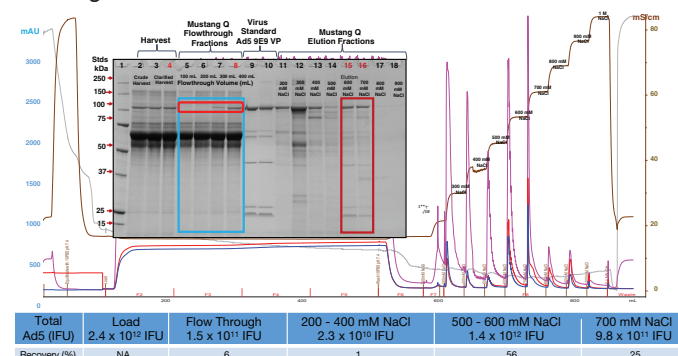 mAU
mS/cm
3000
2500
2000
1500
1000
500
0
80
60
40
20
0
Harvest
Mustang Q
Flowthrough
Fractions
Virus
Standard
Ad5 9E9 VP
Mustang Q
Elution Fractions
Stds
kDa
1 2 3 4 5 6 7 8 9 10 11 12 13 14 15 16 17 18
250
150
100
75
50
37
25
15
Crude
Harvest
Clarified
Harvest
100 mL 200 mL 300 mL 400 mL
Flowthrough Volume (mL)
Elution
200
mM
NaCl
300
mM
NaCl
400
mM
NaCl
500
mM
NaCl
600
mM
NaCl
700
mM
NaCl
800
mM
NaCl
900
mM
NaCl
300 mM
NaCl
400 mM
NaCl
500 mM
NaCl
600 mM
NaCl
700 mM
NaCl
800 mM
NaCl
900 mM
NaCl
1 M
NaCl
F2 F3 F5 F6 F7
Waste
200 400 600 800
Total
Ad5 (IFU)
Load
2.4 x 10¹² IFU
Flow Through
1.5 x 10¹¹ IFU
200 - 400 mM NaCl
2.3 x 10¹⁰ IFU
500 - 600 mM NaCl
1.4 x 10¹² IFU
700 mM NaCl
9.8 x 10¹¹ IFU
Recovery (%) NA 6 1 56 25